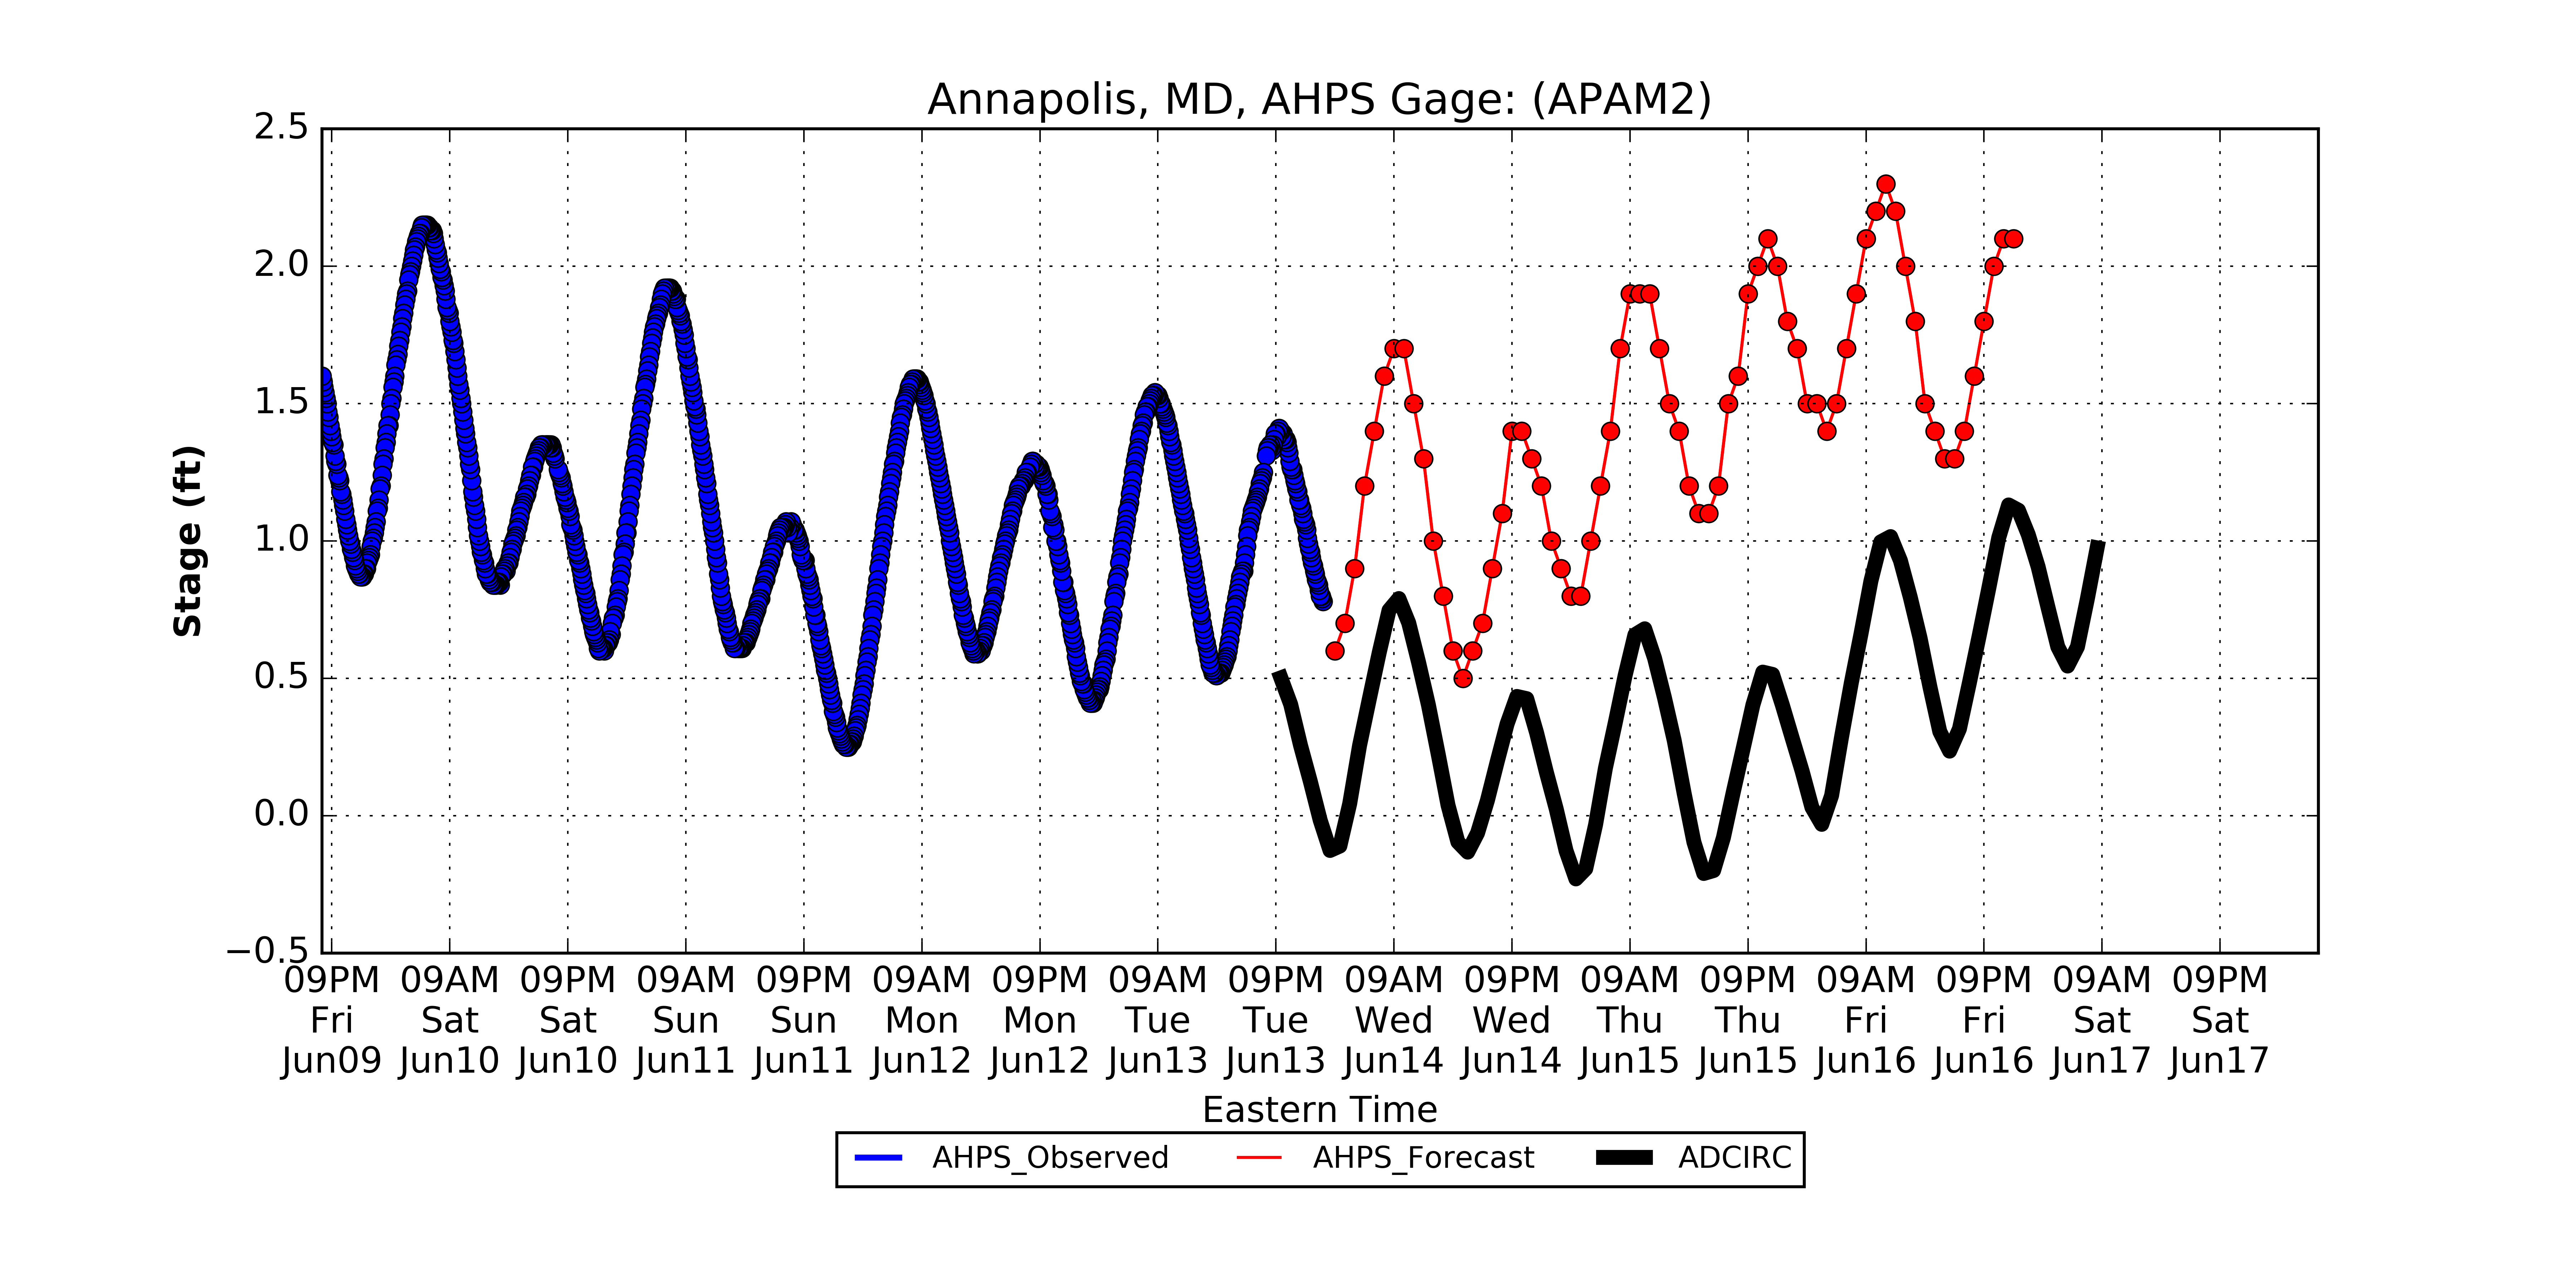 Annapolis, MD, AHPS Gage: (APAM2)
2.5
2.0
1.5
1.0
0.5
0.0
−0.5
Stage (ft)
09PM 09AM 09PM 09AM 09PM 09AM 09PM 09AM 09PM 09AM 09PM 09AM 09PM 09AM 09PM 09AM 09PM
Fri Sat Sat Sun Sun Mon Mon Tue Tue Wed Wed Thu Thu Fri Fri Sat Sat
Jun09 Jun10 Jun10 Jun11 Jun11 Jun12 Jun12 Jun13 Jun13 Jun14 Jun14 Jun15 Jun15 Jun16 Jun16 Jun17 Jun17
Eastern Time
AHPS_Observed AHPS_Forecast ADCIRC